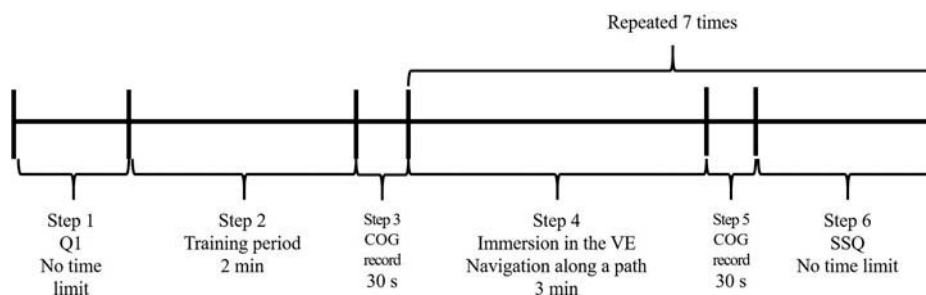 Repeated 7 times
Step 1
Q1
No time
limit
Step 2
Training period
2 min
Step 3
COG
record
30 s
Step 4
Immersion in the VE
Navigation along a path
3 min
Step 5
COG
record
30 s
Step 6
SSQ
No time limit